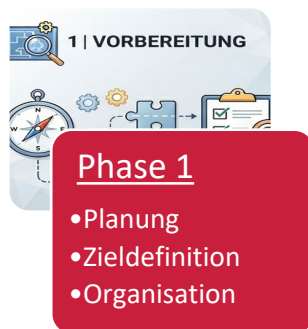 1 | VORBEREITUNG
N
W
E
S
Phase 1
•Planung
•Zieldefinition
•Organisation